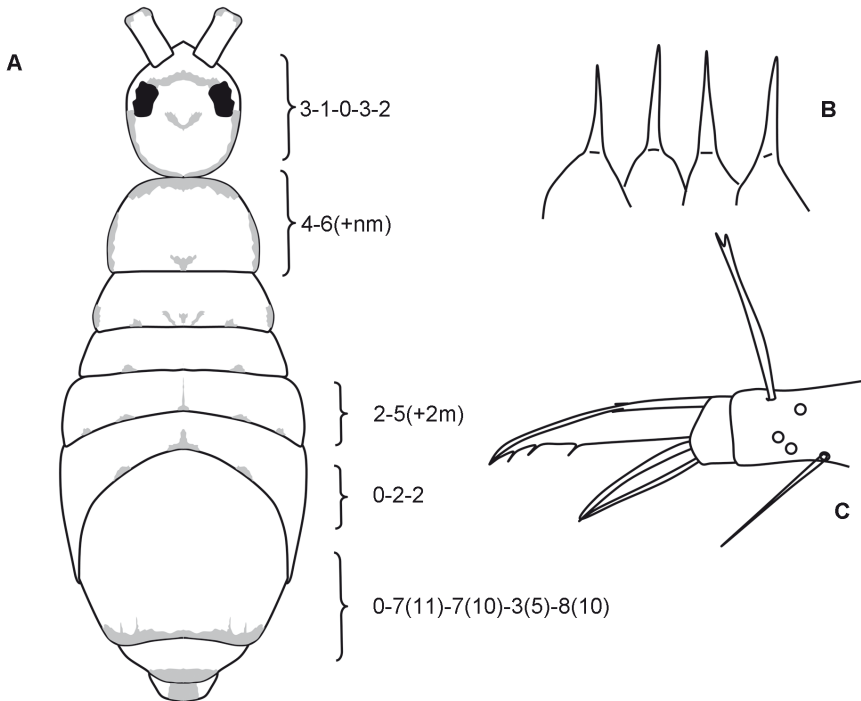 A
3-1-0-3-2
4-6(+nm)
2-5(+2m)
0-2-2
0-7(11)-7(10)-3(5)-8(10)
B
C